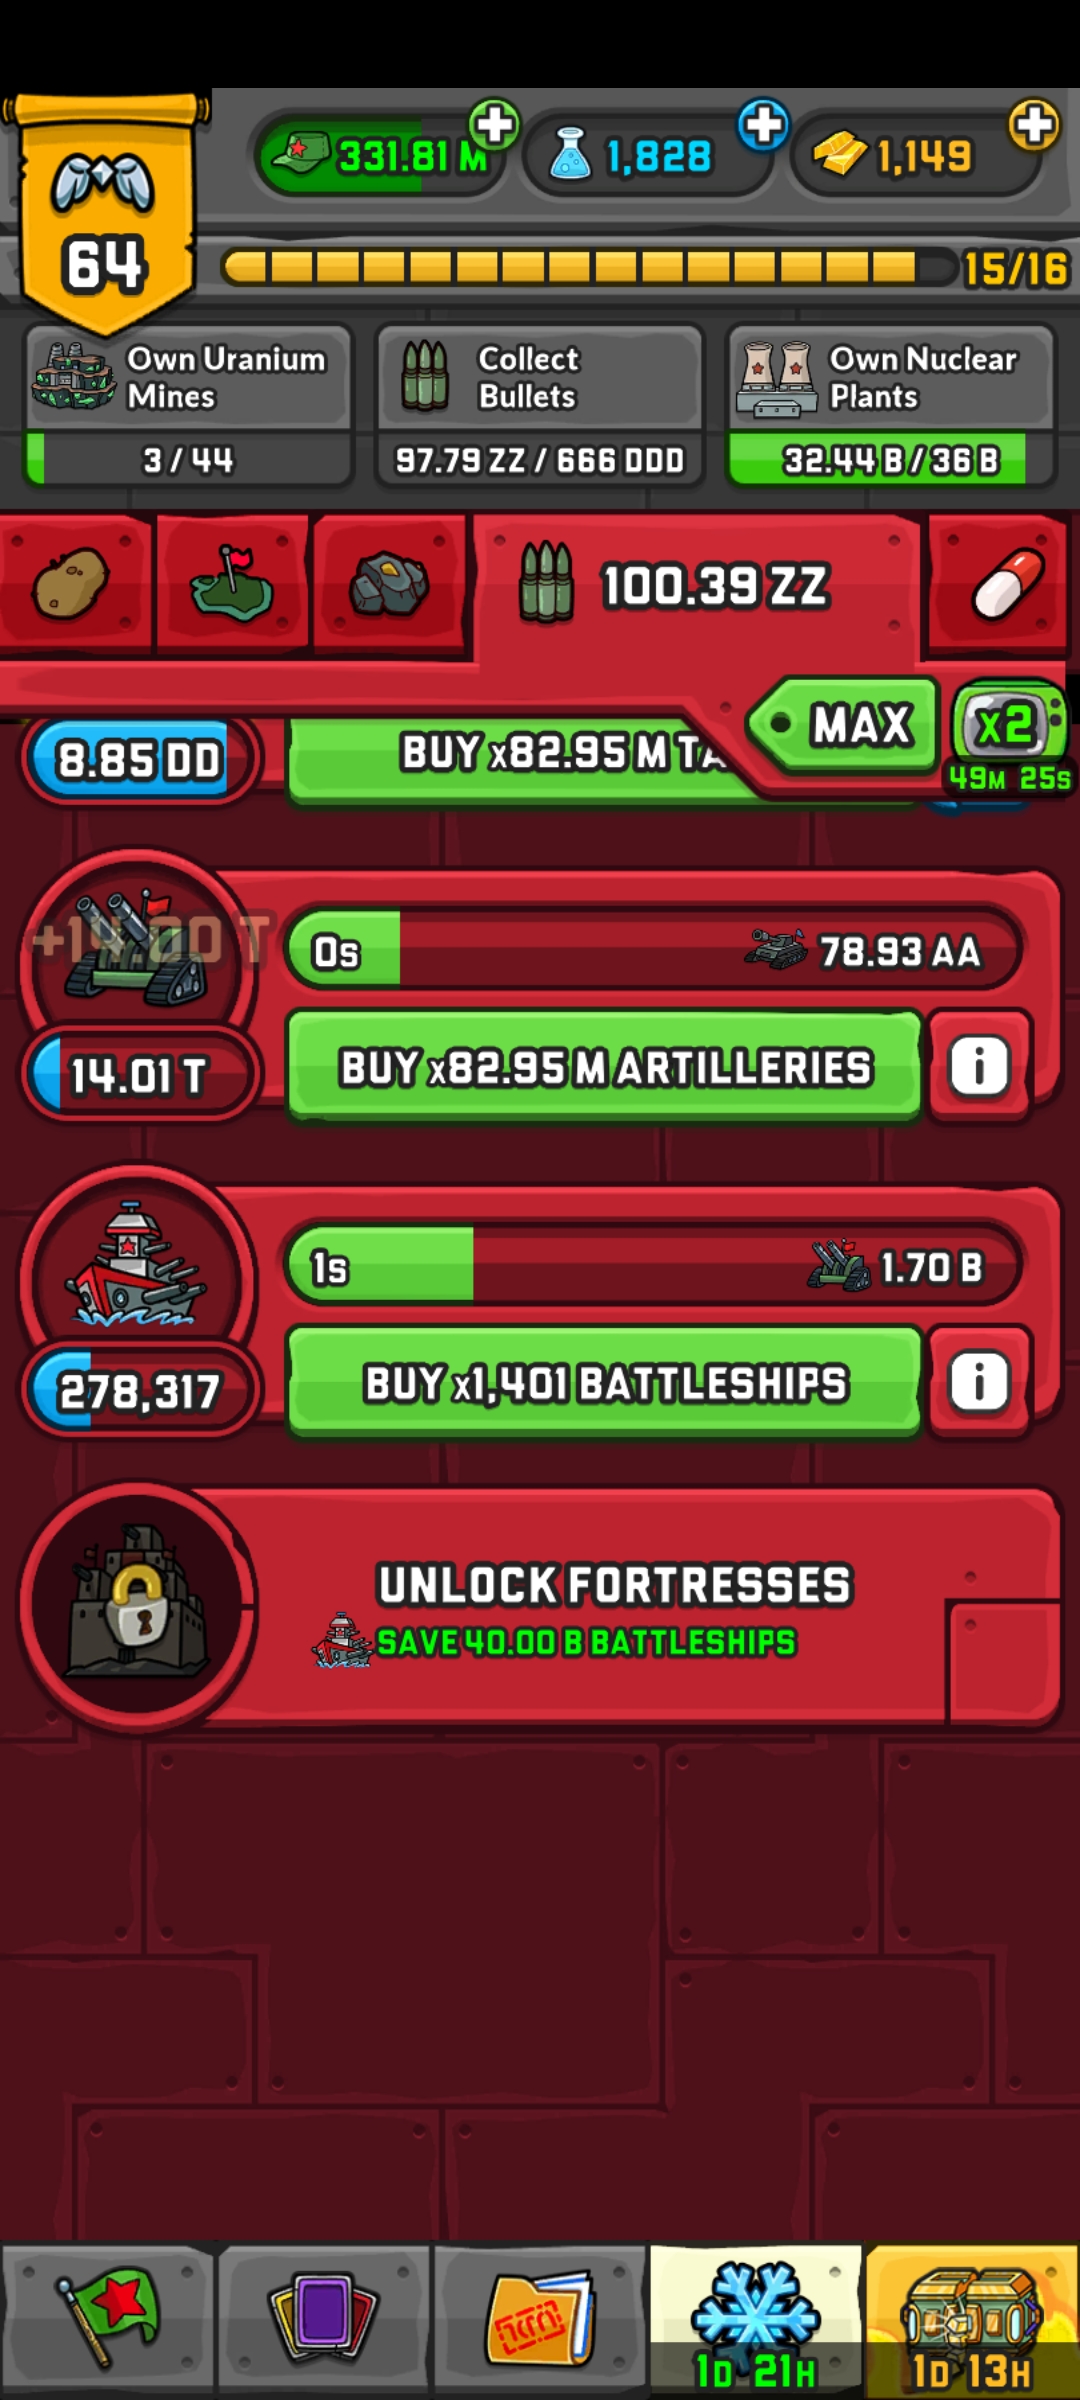 331.81 M
1,828
1,149
64
15/16
Own Uranium
Mines
3 / 44
Collect
Bullets
97.79 ZZ / 666 DDD
Own Nuclear
Plants
32.44 B / 36 B
100.39 ZZ
MAX
x2
49M 25S
8.85 DD
BUY x82.95 M TA
+14.00 T
0s
78.93 AA
14.01 T
BUY x82.95 M ARTILLERIES
i
1s
1.70 B
278,317
BUY x1,401 BATTLESHIPS
i
UNLOCK FORTRESSES
SAVE 40.00 B BATTLESHIPS
1D 21H
1D 13H